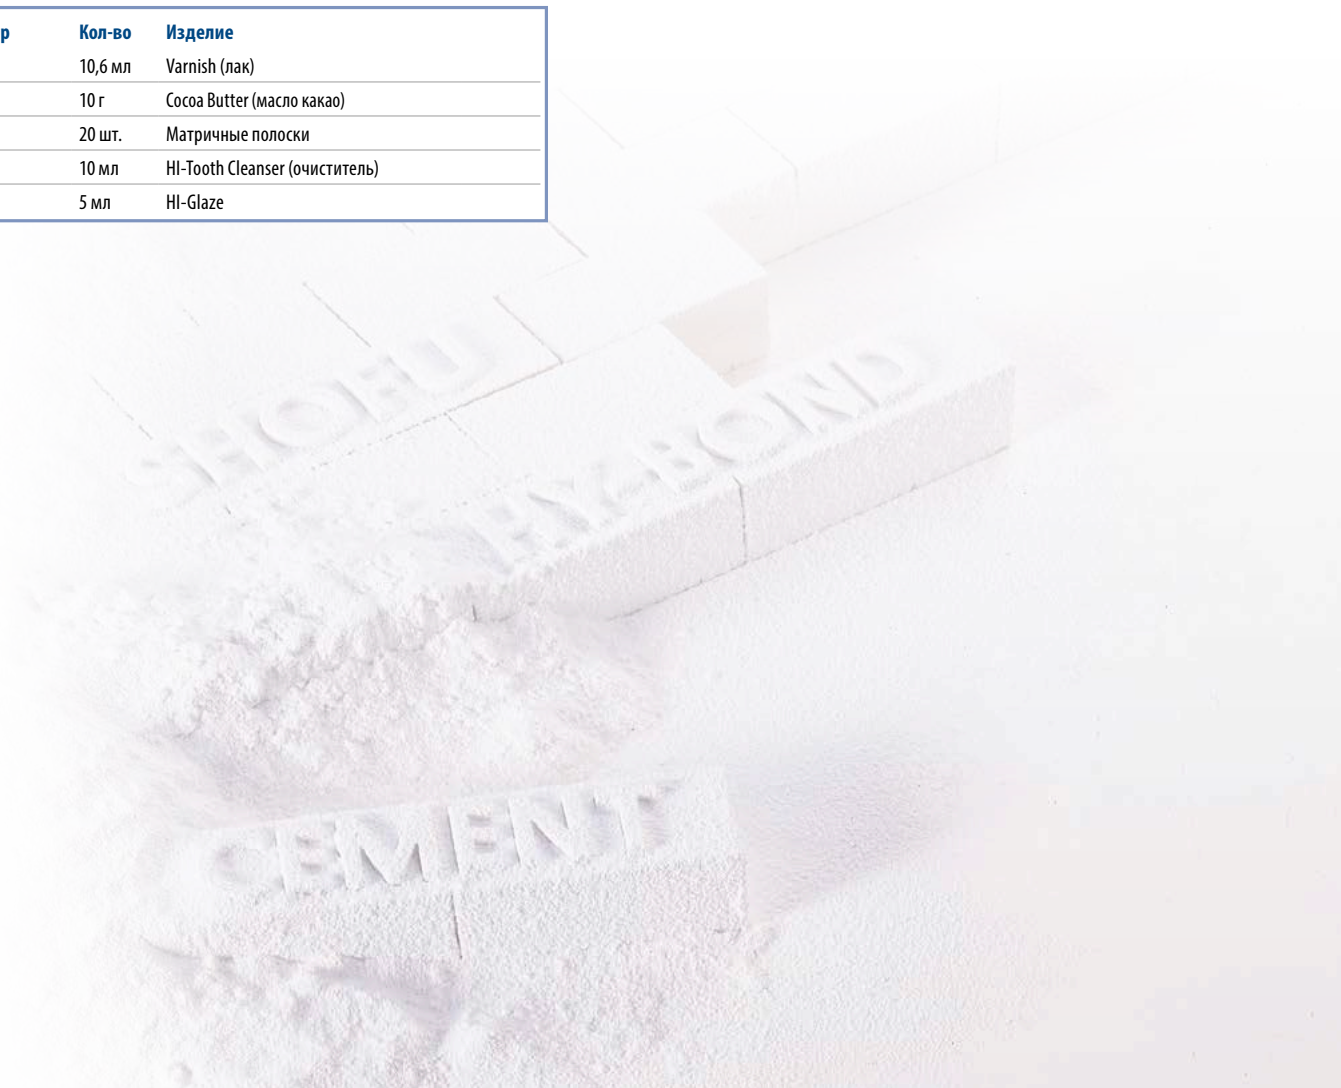 р Кол-во Изделие
10,6 мл Varnish (лак)
10 г Cocoa Butter (масло какао)
20 шт. Матричные полоски
10 мл HI-Tooth Cleanser (очиститель)
5 мл HI-Glaze
SHOFU
HY-BOND
CEMENT